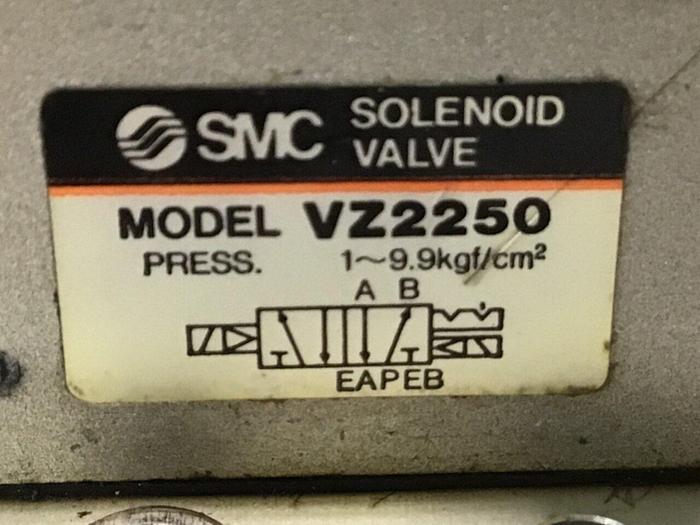 SMC SOLENOID VALVE
MODEL VZ2250
PRESS. 1~9.9kgf/cm²
A B
EAPEB